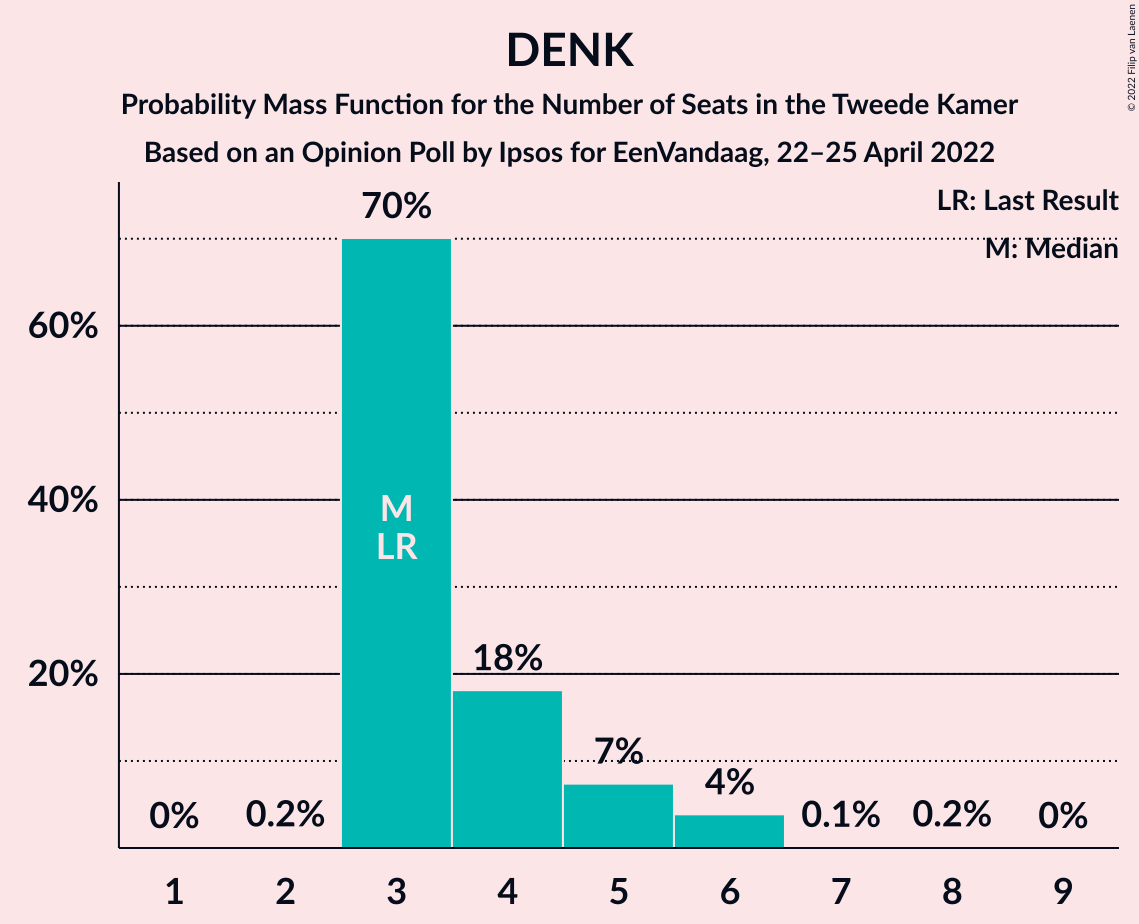 DENK
Probability Mass Function for the Number of Seats in the Tweede Kamer
Based on an Opinion Poll by Ipsos for EenVandaag, 22–25 April 2022
© 2022 Filip van Laenen
LR: Last Result
M: Median
70%
60%
40%
M
LR
20%
18%
7%
4%
0%
0.2%
0.1%
0.2%
0%
1 2 3 4 5 6 7 8 9